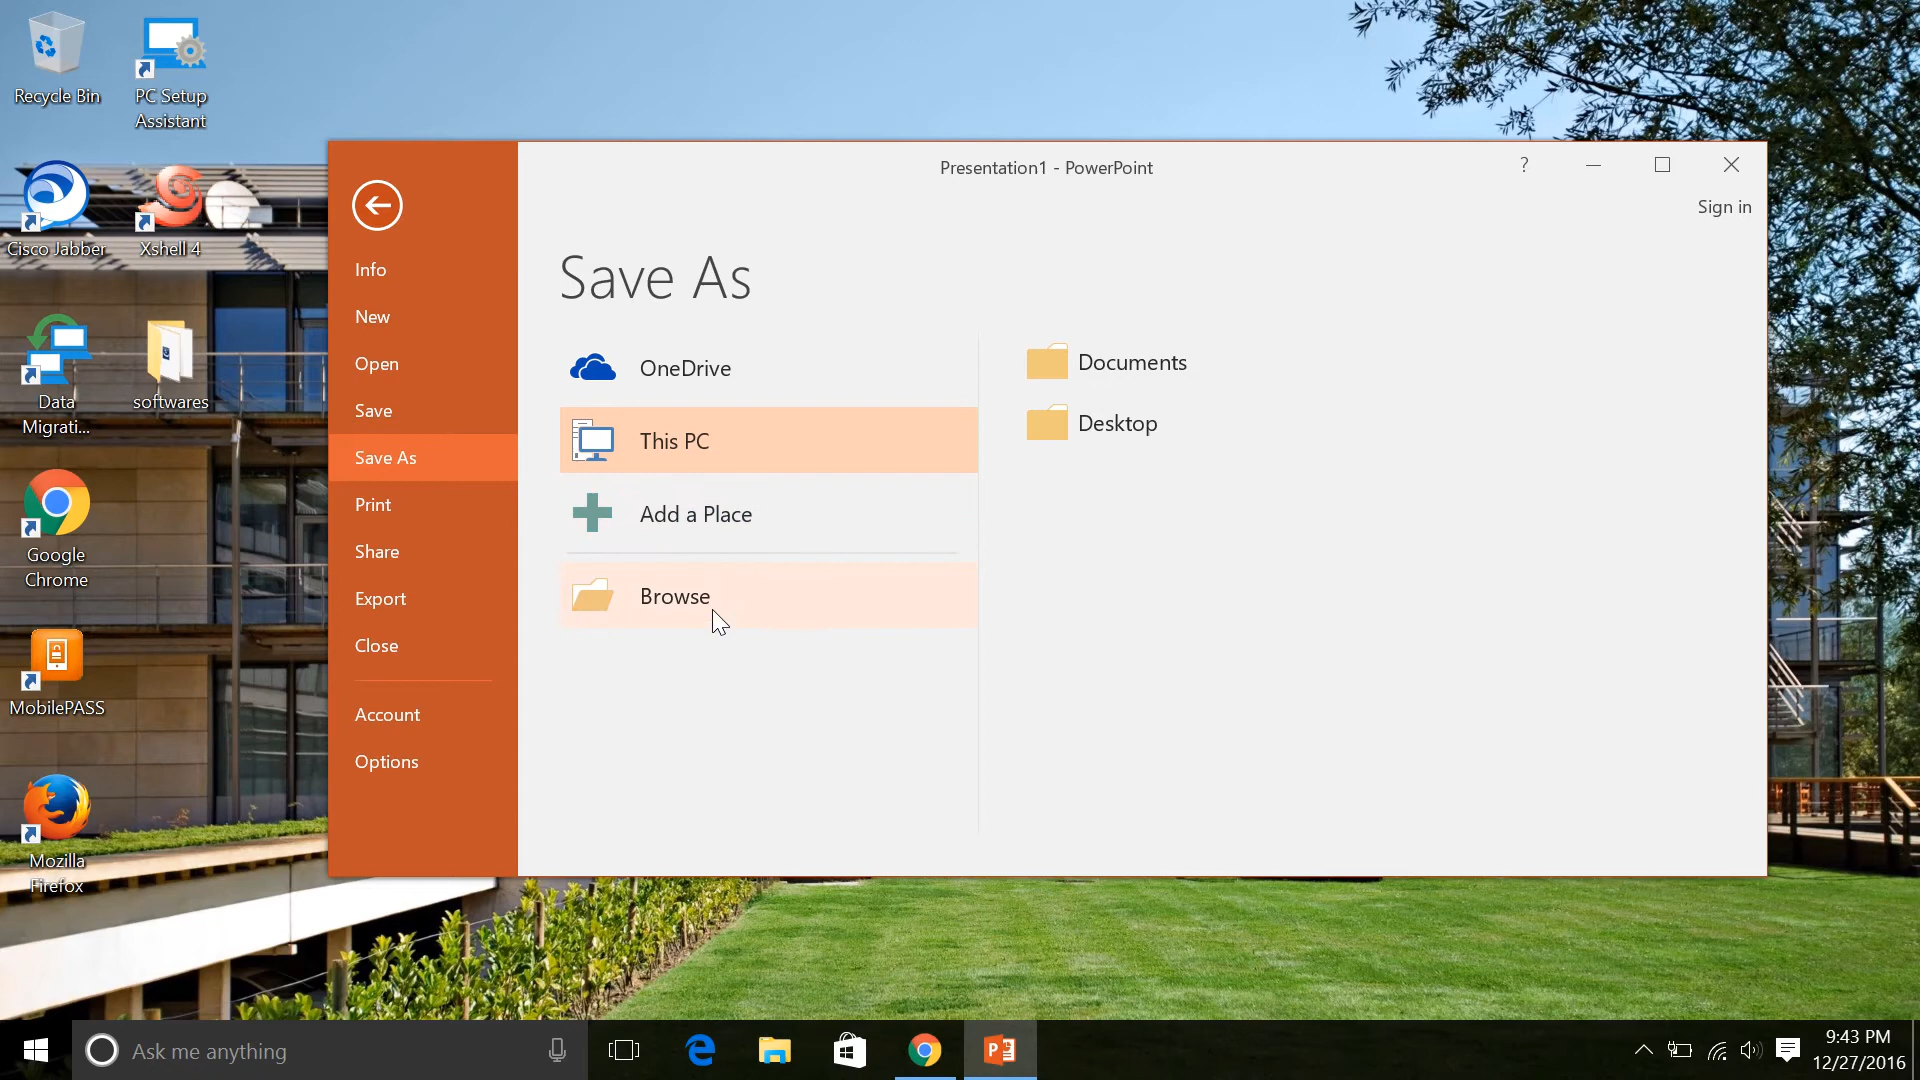 Recycle Bin
PC Setup
Assistant
Cisco Jabber
Xshell 4
Data
Migrati...
softwares
Google
Chrome
MobilePASS
Mozilla
Firefox
Presentation1 - PowerPoint
?
Sign in
Info
New
Open
Save
Save As
Print
Share
Export
Close
Account
Options
Save As
OneDrive
This PC
Add a Place
Browse
Documents
Desktop
Ask me anything
9:43 PM
12/27/2016